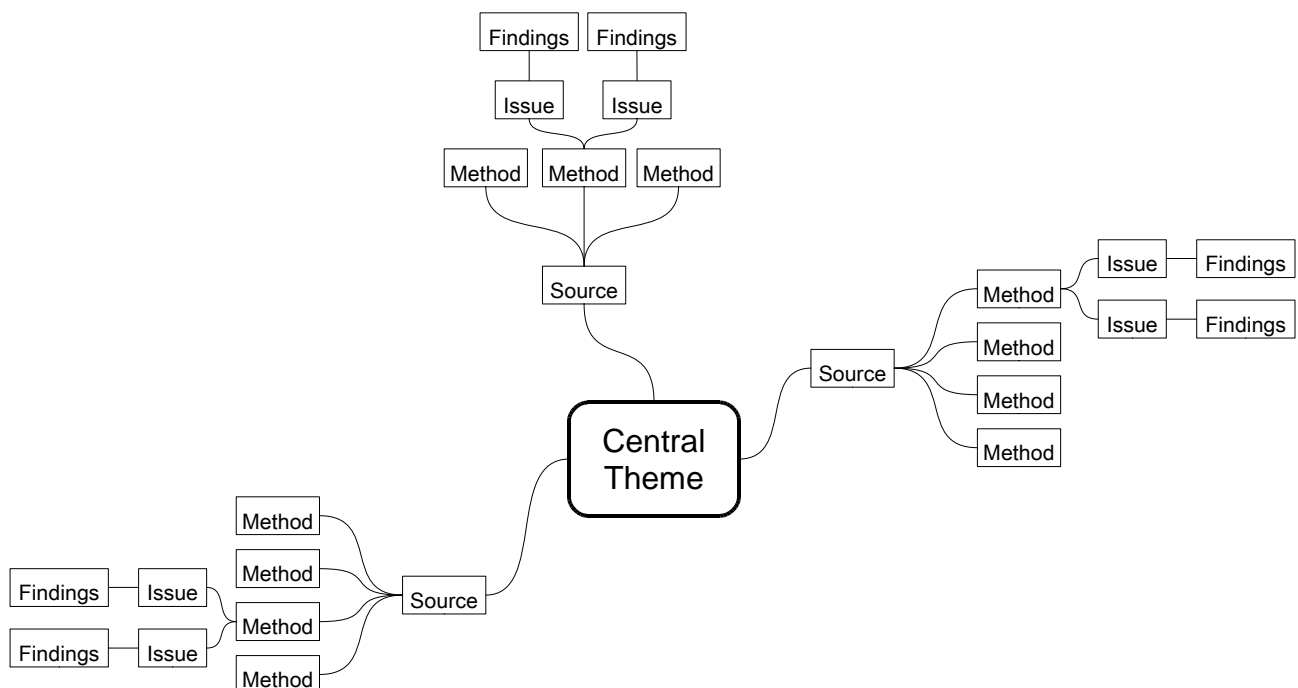 Findings Findings
Issue Issue
Method Method Method
Source
Issue Findings
Method
Issue Findings
Method
Source
Method
Method
Central
Theme
Method
Method
Findings Issue
Source
Method
Findings Issue
Method